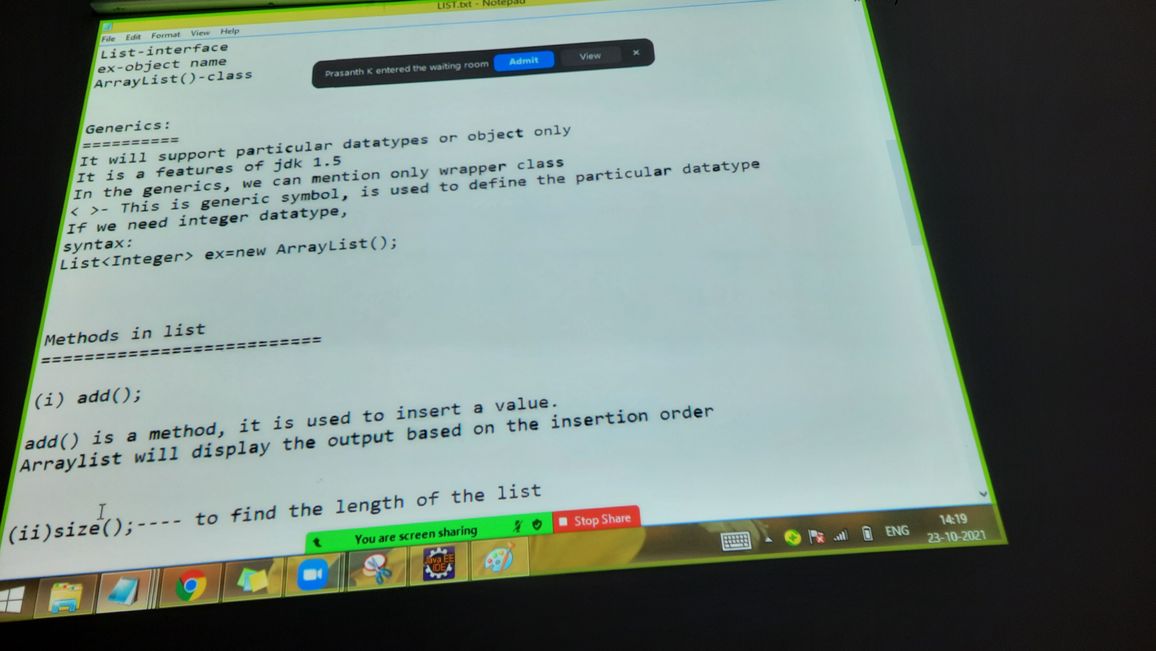 LIST.txt - Notepad
File Edit Format View Help
List-interface
ex-object name
ArrayList()-class
Prasanth K entered the waiting room Admit View ×
Generics:
==========
It will support particular datatypes or object only
It is a features of jdk 1.5
In the generics, we can mention only wrapper class
< >- This is generic symbol, is used to define the particular datatype
If we need integer datatype,
syntax:
List<Integer> ex=new ArrayList();
Methods in list
==========================
(i) add();
add() is a method, it is used to insert a value.
Arraylist will display the output based on the insertion order
(ii)size();---- to find the length of the list
You are screen sharing Stop Share
Java EE
IDE
ENG
14:19
23-10-2021